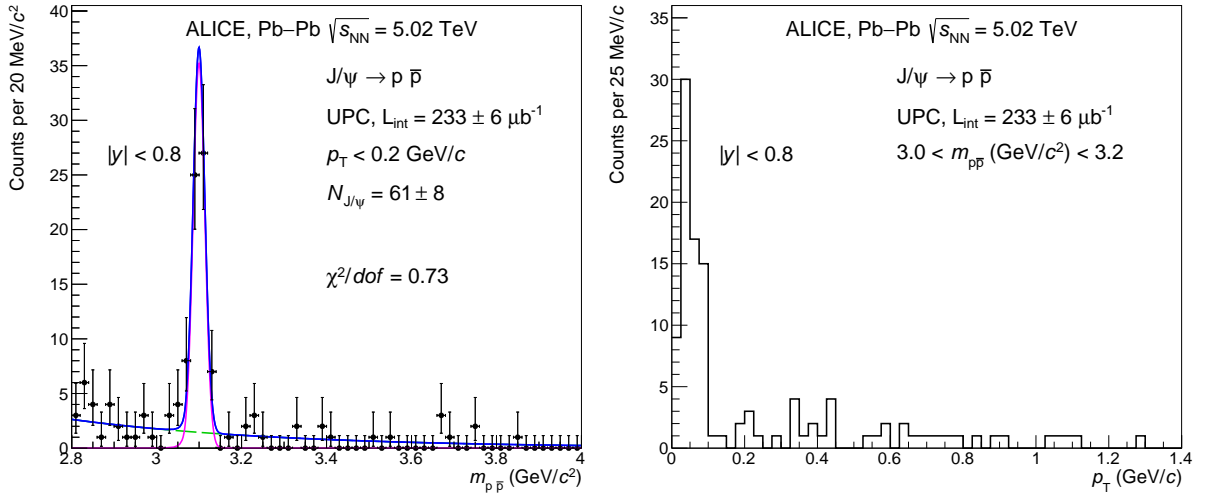 ALICE, Pb–Pb √sNN = 5.02 TeV
J/ψ → p p̅
UPC, Lint = 233 ± 6 μb-1
|y| < 0.8
pT < 0.2 GeV/c
NJ/ψ = 61 ± 8
χ2/dof = 0.73
Counts per 20 MeV/c2
40
35
30
25
20
15
10
5
0
2.8 3 3.2 3.4 3.6 3.8 4
mp p̅ (GeV/c2)
ALICE, Pb–Pb √sNN = 5.02 TeV
J/ψ → p p̅
UPC, Lint = 233 ± 6 μb-1
|y| < 0.8
3.0 < mpp̅ (GeV/c2) < 3.2
Counts per 25 MeV/c
35
30
25
20
15
10
5
0
0 0.2 0.4 0.6 0.8 1 1.2 1.4
pT (GeV/c)